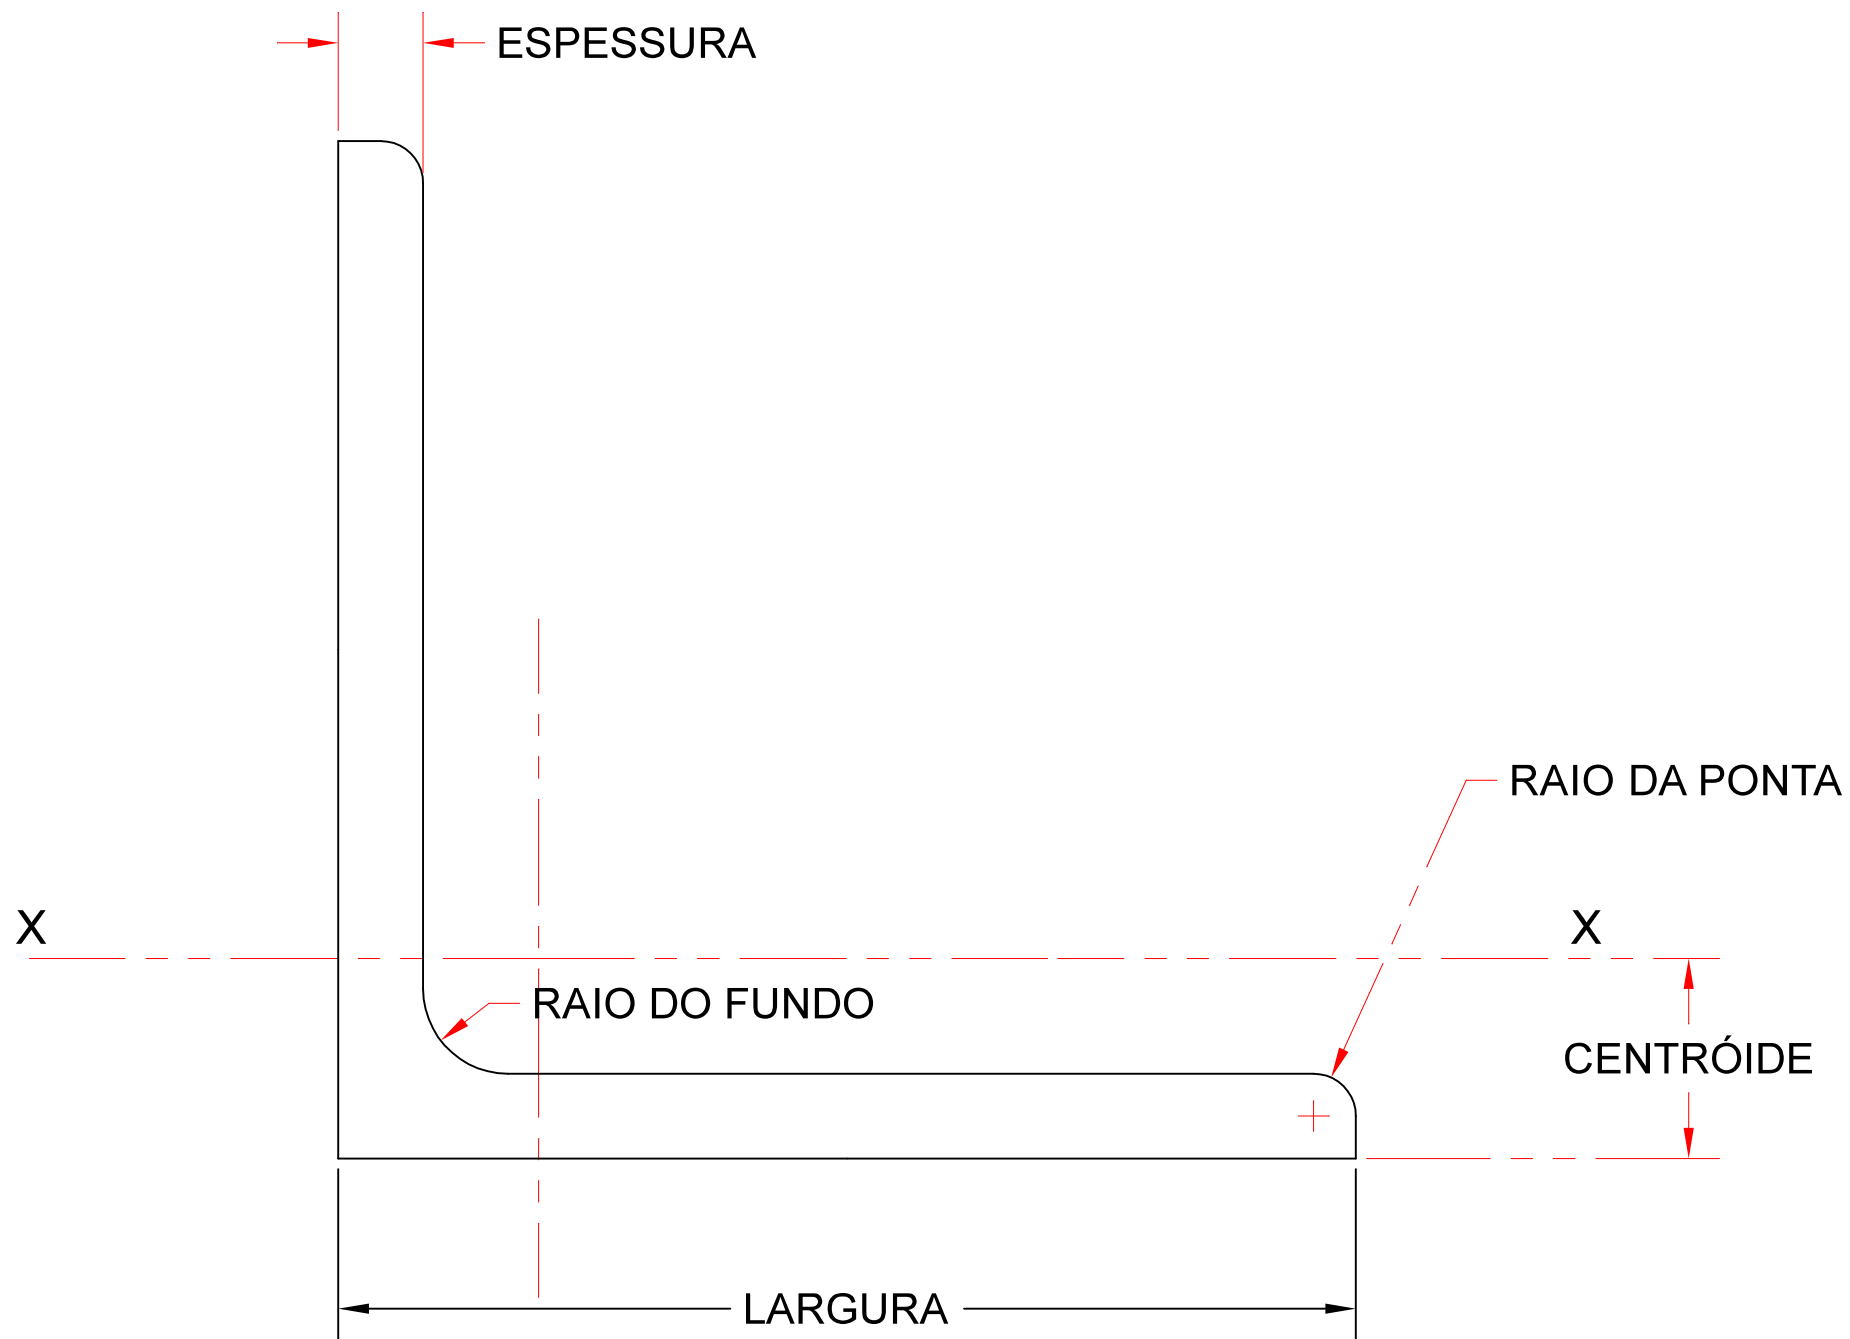 ESPESSURA
RAIO DA PONTA
X
X
RAIO DO FUNDO
CENTRÓIDE
LARGURA